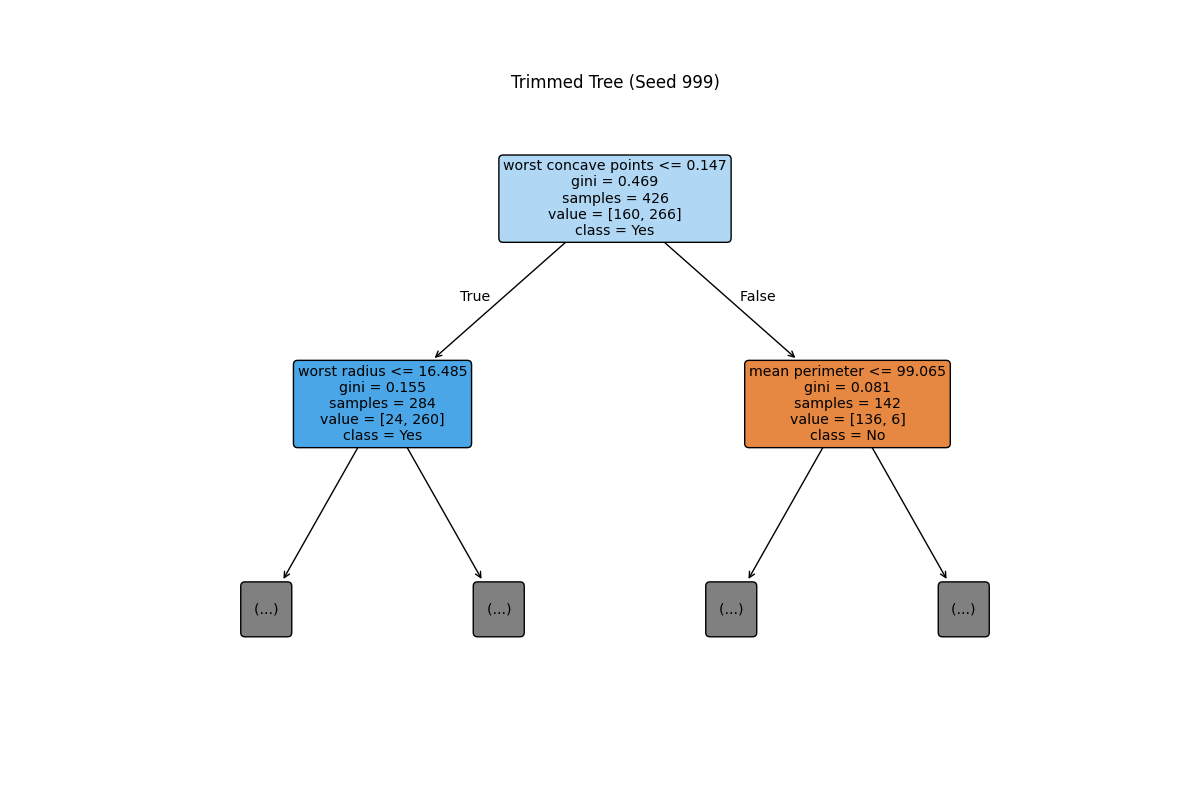 Trimmed Tree (Seed 999)
worst concave points <= 0.147
gini = 0.469
samples = 426
value = [160, 266]
class = Yes
True
False
worst radius <= 16.485
gini = 0.155
samples = 284
value = [24, 260]
class = Yes
mean perimeter <= 99.065
gini = 0.081
samples = 142
value = [136, 6]
class = No
(...)
(...)
(...)
(...)